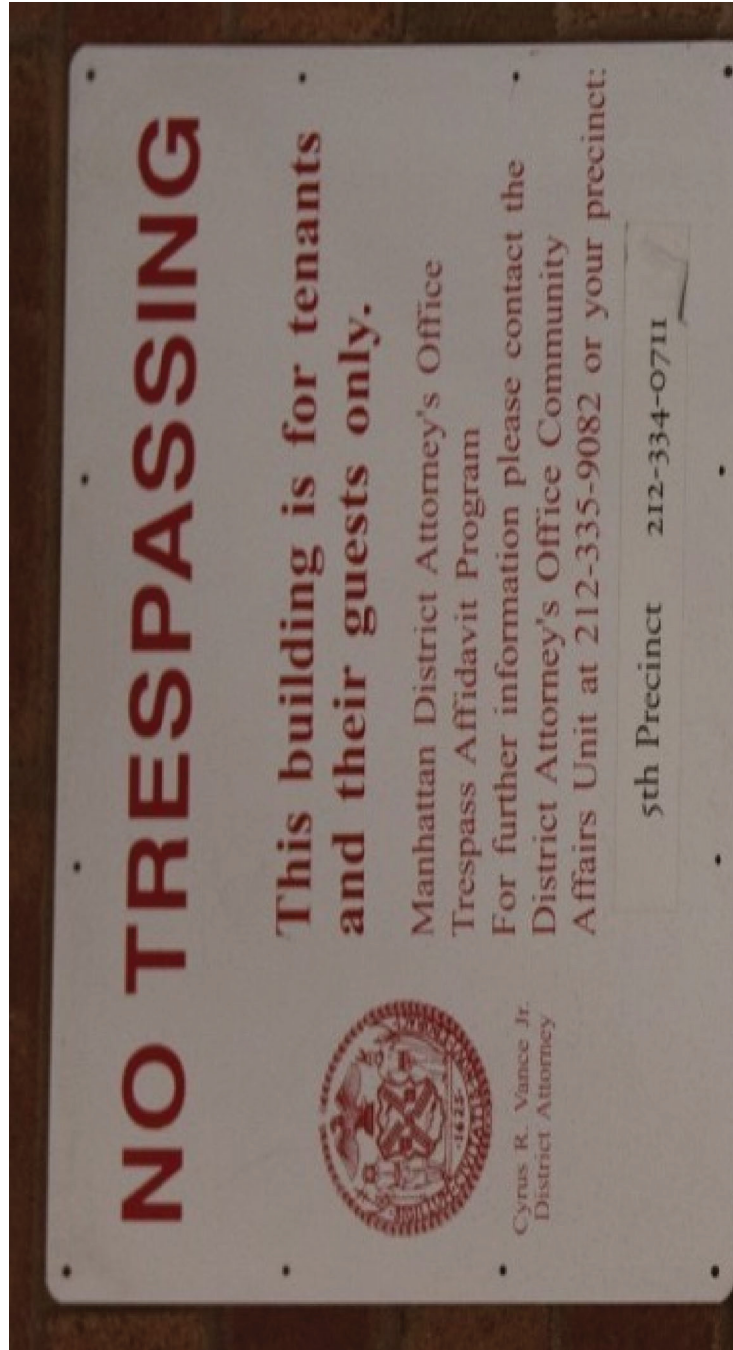 NO TRESPASSING
This building is for tenants
and their guests only.
Manhattan District Attorney's Office
Trespass Affidavit Program
For further information please contact the
District Attorney's Office Community
Affairs Unit at 212-335-9082 or your precinct:
5th Precinct 212-334-0711
1625
Cyrus R. Vance Jr.
District Attorney